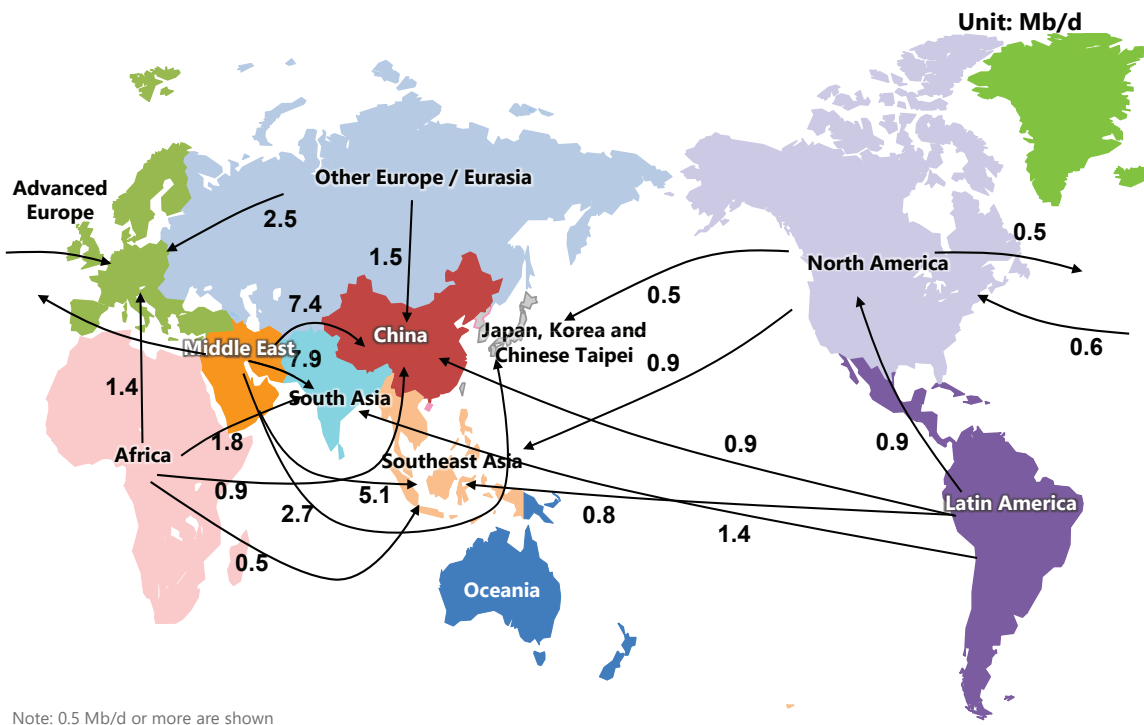 Unit: Mb/d
Other Europe / Eurasia
Advanced
Europe
2.5
0.5
1.5
North America
7.4
0.5
China
Japan, Korea and
Chinese Taipei
Middle East
7.9
0.9
0.6
1.4
South Asia
1.8
0.9
0.9
Africa
Southeast Asia
0.9
5.1
2.7
0.8
1.4
Latin America
0.5
Oceania
Note: 0.5 Mb/d or more are shown